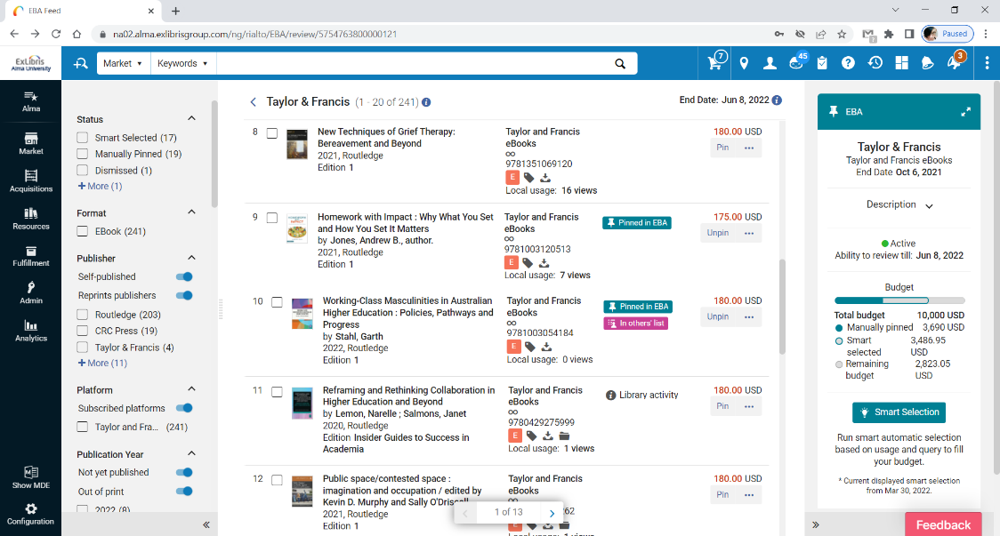 EBA Feed
na02.alma.exlibrisgroup.com/ng/rialto/EBA/review/5754763800000121
Paused
ExLibris
Alma University
Market
Keywords
7
45
3
Alma
Market
Acquisitions
Resources
Fulfillment
Admin
Analytics
Show MDE
Configuration
Status
Smart Selected (17)
Manually Pinned (19)
Dismissed (1)
+ More (1)
Format
EBook (241)
Publisher
Self-published
Reprints publishers
Routledge (203)
CRC Press (19)
Taylor & Francis (4)
+ More (11)
Platform
Subscribed platforms
Taylor and Fra... (241)
Publication Year
Not yet published
Out of print
2022 (8)
Taylor & Francis (1 - 20 of 241)
End Date: Jun 8, 2022
8
New Techniques of Grief Therapy:
Bereavement and Beyond
2021, Routledge
Edition 1
Taylor and Francis
eBooks
9781351069120
E
Local usage: 16 views
180.00 USD
Pin
9
Homework with Impact : Why What You Set
and How You Set It Matters
by Jones, Andrew B., author.
2021, Routledge
Edition 1
Taylor and Francis
eBooks
9781003120513
E
Local usage: 7 views
Pinned in EBA
175.00 USD
Unpin
10
Working-Class Masculinities in Australian
Higher Education : Policies, Pathways and
Progress
by Stahl, Garth
2022, Routledge
Edition 1
Taylor and Francis
eBooks
9781003054184
E
Local usage: 0 views
Pinned in EBA
In others' list
180.00 USD
Unpin
11
Reframing and Rethinking Collaboration in
Higher Education and Beyond
by Lemon, Narelle ; Salmons, Janet
2020, Routledge
Edition Insider Guides to Success in
Academia
Taylor and Francis
eBooks
9780429275999
E
Local usage: 1 views
Library activity
180.00 USD
Pin
12
Public space/contested space :
imagination and occupation / edited by
Kevin D. Murphy and Sally O'Driscoll
2021, Routledge
Edition 1
Taylor and Francis
eBooks
262
E
Local usage: 1 views
180.00 USD
Pin
1 of 13
EBA
Taylor & Francis
Taylor and Francis eBooks
End Date Oct 6, 2021
Description
Active
Ability to review till: Jun 8, 2022
Budget
Total budget 10,000 USD
Manually pinned 3,690 USD
Smart selected 3,486.95 USD
Remaining budget 2,823.05 USD
Smart Selection
Run smart automatic selection
based on usage and query to fill
your budget.
* Current displayed smart selection
from Mar 30, 2022.
Feedback